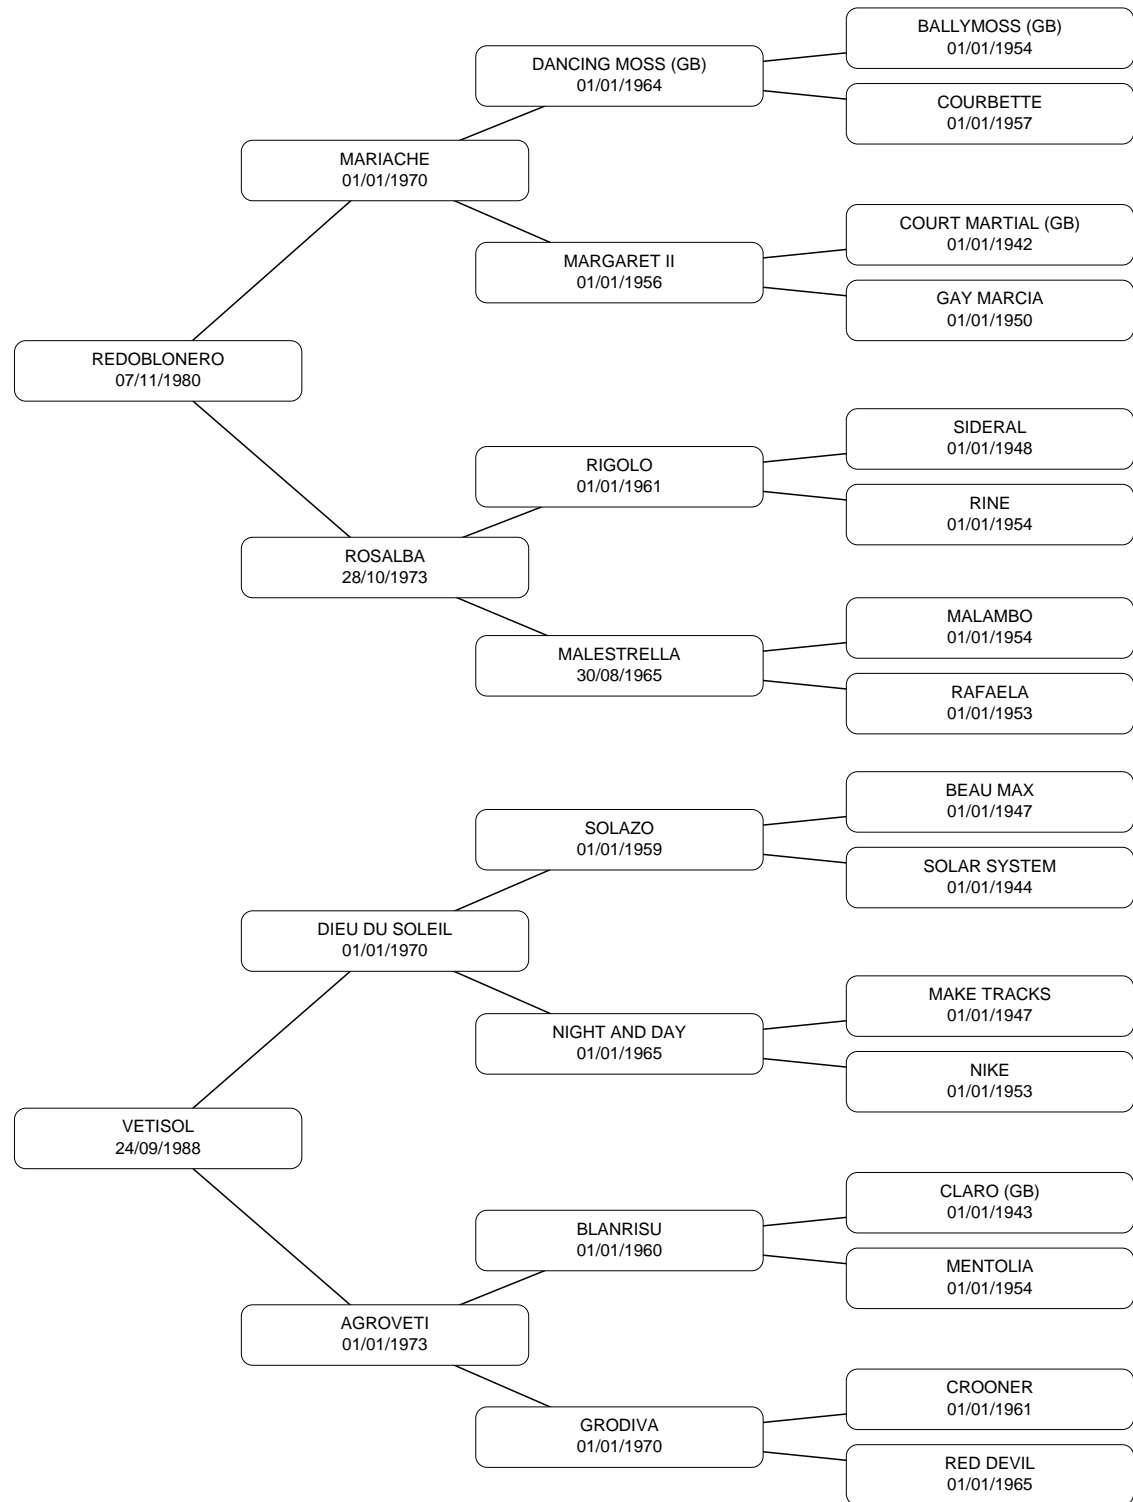 BALLYMOSS (GB)
01/01/1954
DANCING MOSS (GB)
01/01/1964
COURBETTE
01/01/1957
MARIACHE
01/01/1970
COURT MARTIAL (GB)
01/01/1942
MARGARET II
01/01/1956
GAY MARCIA
01/01/1950
REDOBLONERO
07/11/1980
SIDERAL
01/01/1948
RIGOLO
01/01/1961
RINE
01/01/1954
ROSALBA
28/10/1973
MALAMBO
01/01/1954
MALESTRELLA
30/08/1965
RAFAELA
01/01/1953
BEAU MAX
01/01/1947
SOLAZO
01/01/1959
SOLAR SYSTEM
01/01/1944
DIEU DU SOLEIL
01/01/1970
MAKE TRACKS
01/01/1947
NIGHT AND DAY
01/01/1965
NIKE
01/01/1953
VETISOL
24/09/1988
CLARO (GB)
01/01/1943
BLANRISU
01/01/1960
MENTOLIA
01/01/1954
AGROVETI
01/01/1973
CROONER
01/01/1961
GRODIVA
01/01/1970
RED DEVIL
01/01/1965